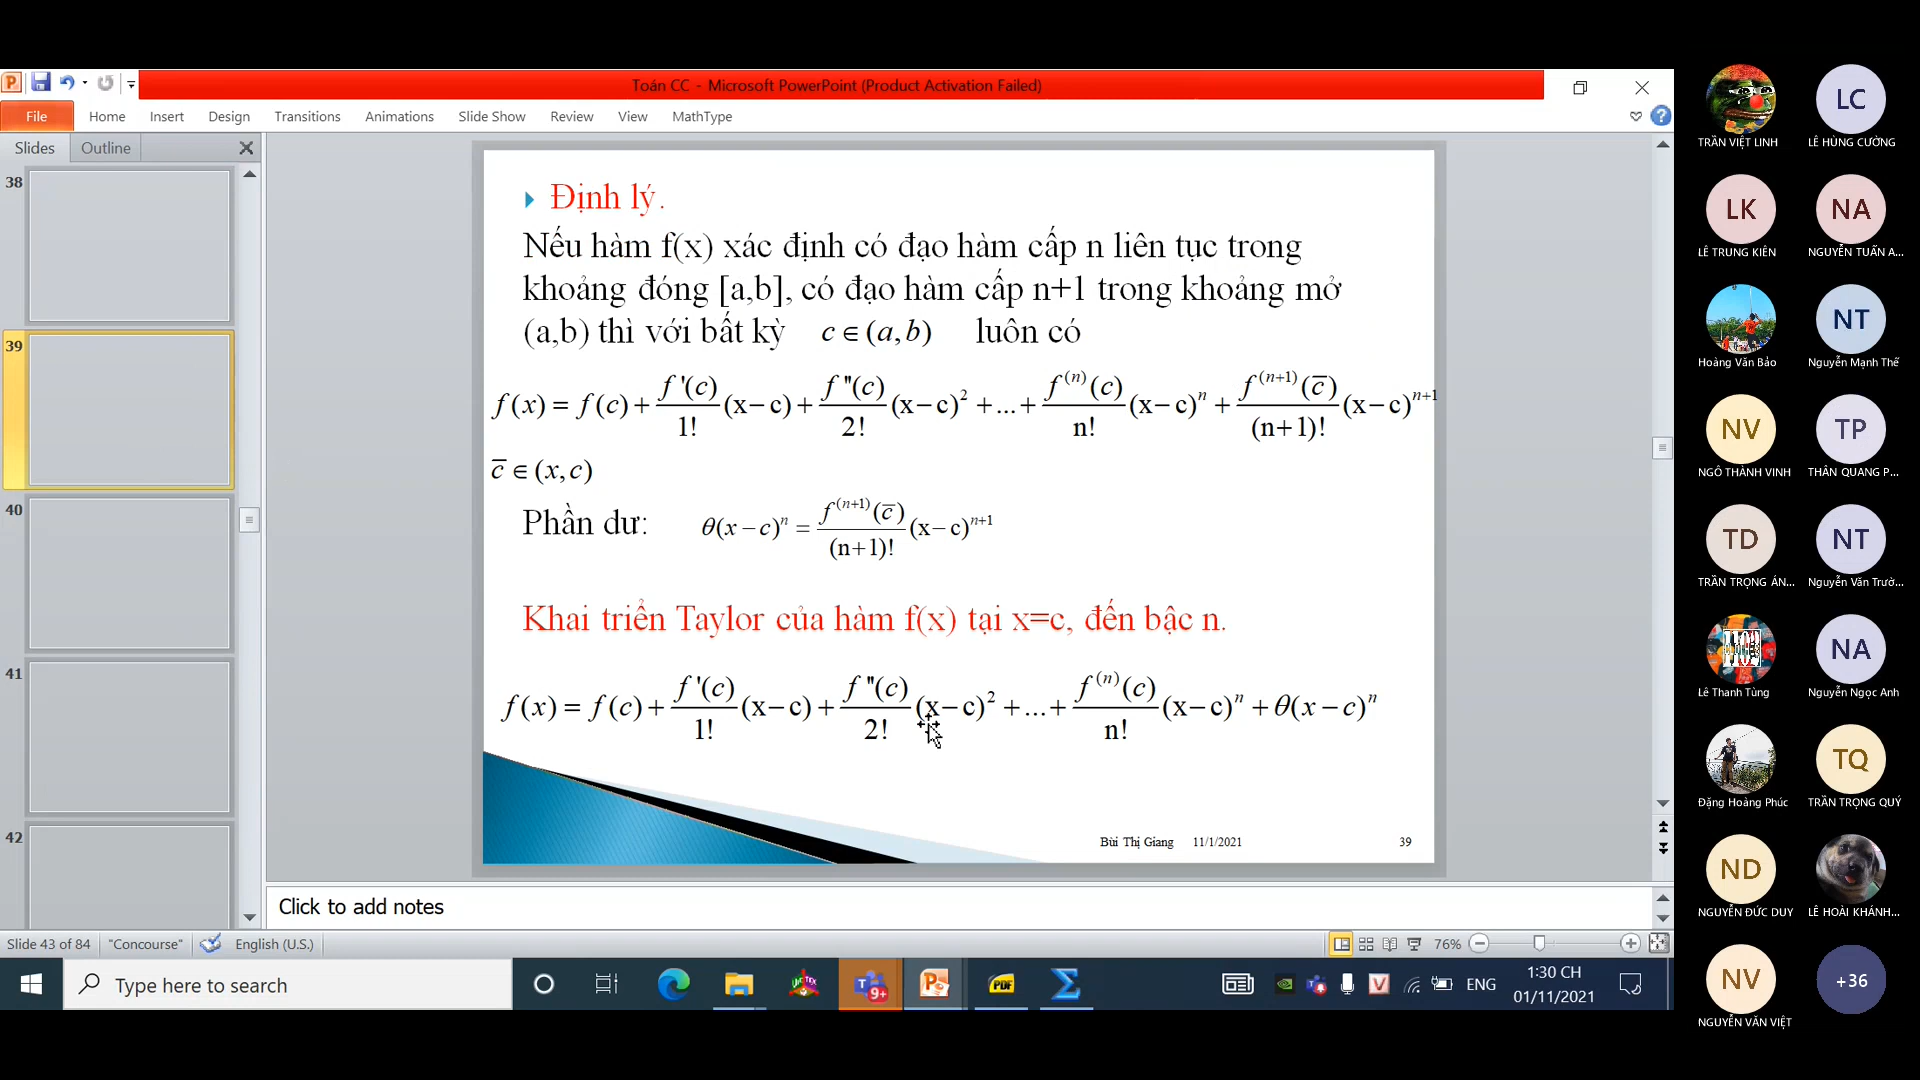 Toán CC - Microsoft PowerPoint (Product Activation Failed)
File Home Insert Design Transitions Animations Slide Show Review View MathType
Slides Outline
38
39
40
41
42
Định lý.
Nếu hàm f(x) xác định có đạo hàm cấp n liên tục trong
khoảng đóng [a,b], có đạo hàm cấp n+1 trong khoảng mở
(a,b) thì với bất kỳ c ∈ (a,b) luôn có
f(x) = f(c) + f'(c)/1! (x−c) + f''(c)/2! (x−c)² + ... + f⁽ⁿ⁾(c)/n! (x−c)ⁿ + f⁽ⁿ⁺¹⁾(c̅)/(n+1)! (x−c)ⁿ⁺¹
c̅ ∈ (x,c)
Phần dư: θ(x−c)ⁿ = f⁽ⁿ⁺¹⁾(c̅)/(n+1)! (x−c)ⁿ⁺¹
Khai triển Taylor của hàm f(x) tại x=c, đến bậc n.
f(x) = f(c) + f'(c)/1! (x−c) + f''(c)/2! (x−c)² + ... + f⁽ⁿ⁾(c)/n! (x−c)ⁿ + θ(x−c)ⁿ
Bùi Thị Giang 11/1/2021 39
Click to add notes
Slide 43 of 84 "Concourse" English (U.S.) 76%
Type here to search
9+
PDF
ENG
1:30 CH
01/11/2021
TRẦN VIỆT LINH
LC
LÊ HÙNG CƯỜNG
LK
LÊ TRUNG KIÊN
NA
NGUYỄN TUẤN A...
Hoàng Văn Bảo
NT
Nguyễn Mạnh Thế
NV
NGÔ THÀNH VINH
TP
THÂN QUANG P...
TD
TRẦN TRỌNG ÁN...
NT
Nguyễn Văn Trườ...
Lê Thanh Tùng
NA
Nguyễn Ngọc Anh
Đặng Hoàng Phúc
TQ
TRẦN TRỌNG QUÝ
ND
NGUYỄN ĐỨC DUY
LÊ HOÀI KHÁNH...
NV
NGUYỄN VĂN VIỆT
+36